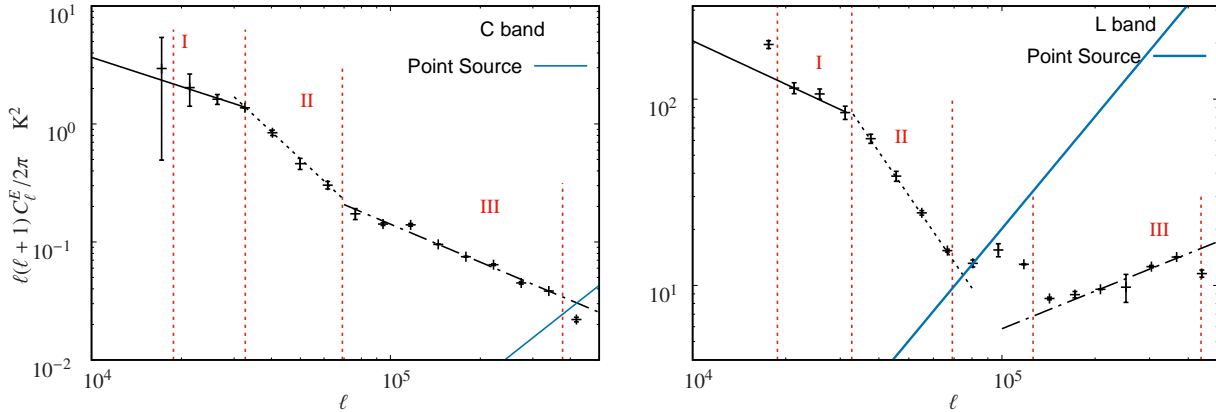 C band
Point Source
I
II
III
10^1
10^0
10^-1
10^-2
ℓ(ℓ + 1) C_ℓ^E/2π K^2
10^4
10^5
ℓ
L band
Point Source
I
II
III
10^2
10^1
10^4
10^5
ℓ